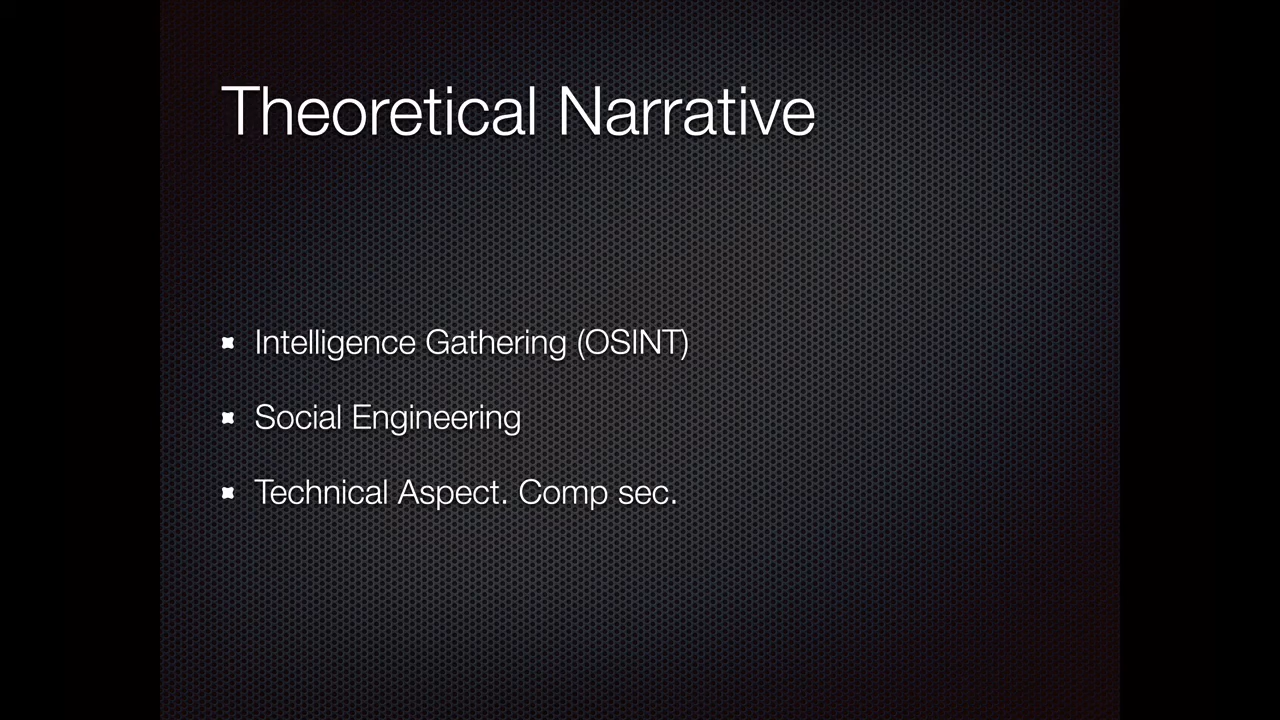 Theoretical Narrative
Intelligence Gathering (OSINT)
Social Engineering
Technical Aspect. Comp sec.